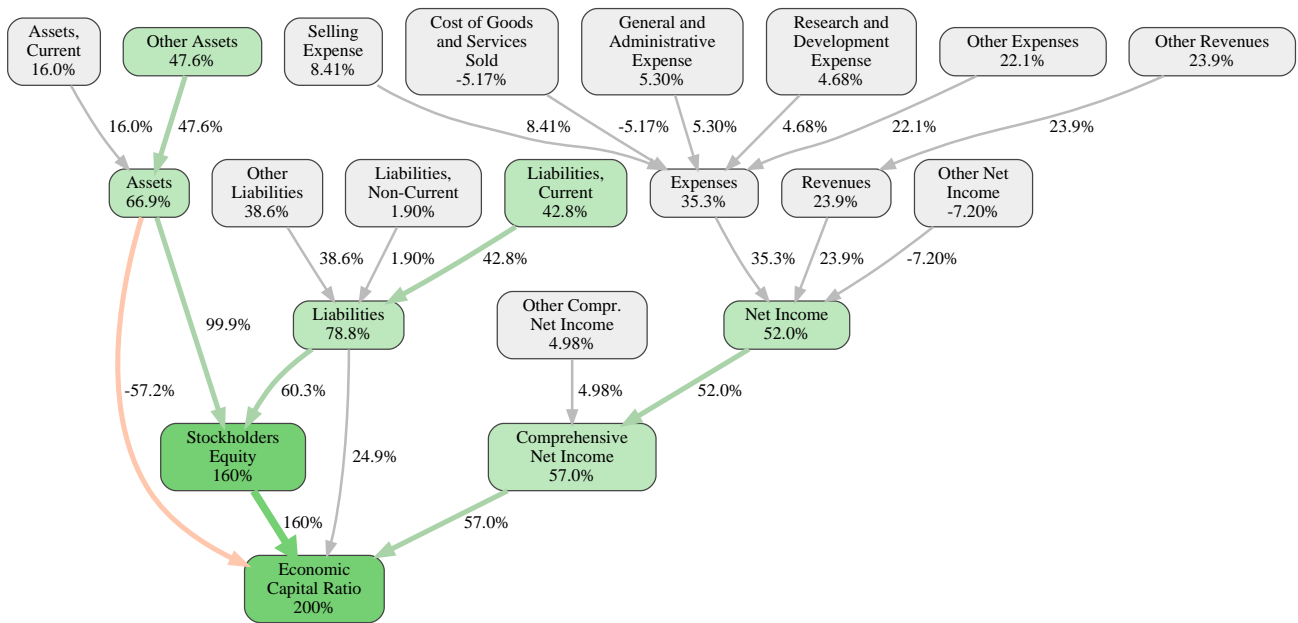 Assets,
Current
16.0%
Other Assets
47.6%
Selling
Expense
8.41%
Cost of Goods
and Services
Sold
-5.17%
General and
Administrative
Expense
5.30%
Research and
Development
Expense
4.68%
Other Expenses
22.1%
Other Revenues
23.9%
16.0%
47.6%
8.41%
-5.17%
5.30%
4.68%
22.1%
23.9%
Assets
66.9%
Other
Liabilities
38.6%
Liabilities,
Non-Current
1.90%
Liabilities,
Current
42.8%
Expenses
35.3%
Revenues
23.9%
Other Net
Income
-7.20%
38.6%
1.90%
42.8%
35.3%
23.9%
-7.20%
99.9%
Liabilities
78.8%
Other Compr.
Net Income
4.98%
Net Income
52.0%
-57.2%
60.3%
4.98%
52.0%
Stockholders
Equity
160%
24.9%
Comprehensive
Net Income
57.0%
160%
57.0%
Economic
Capital Ratio
200%